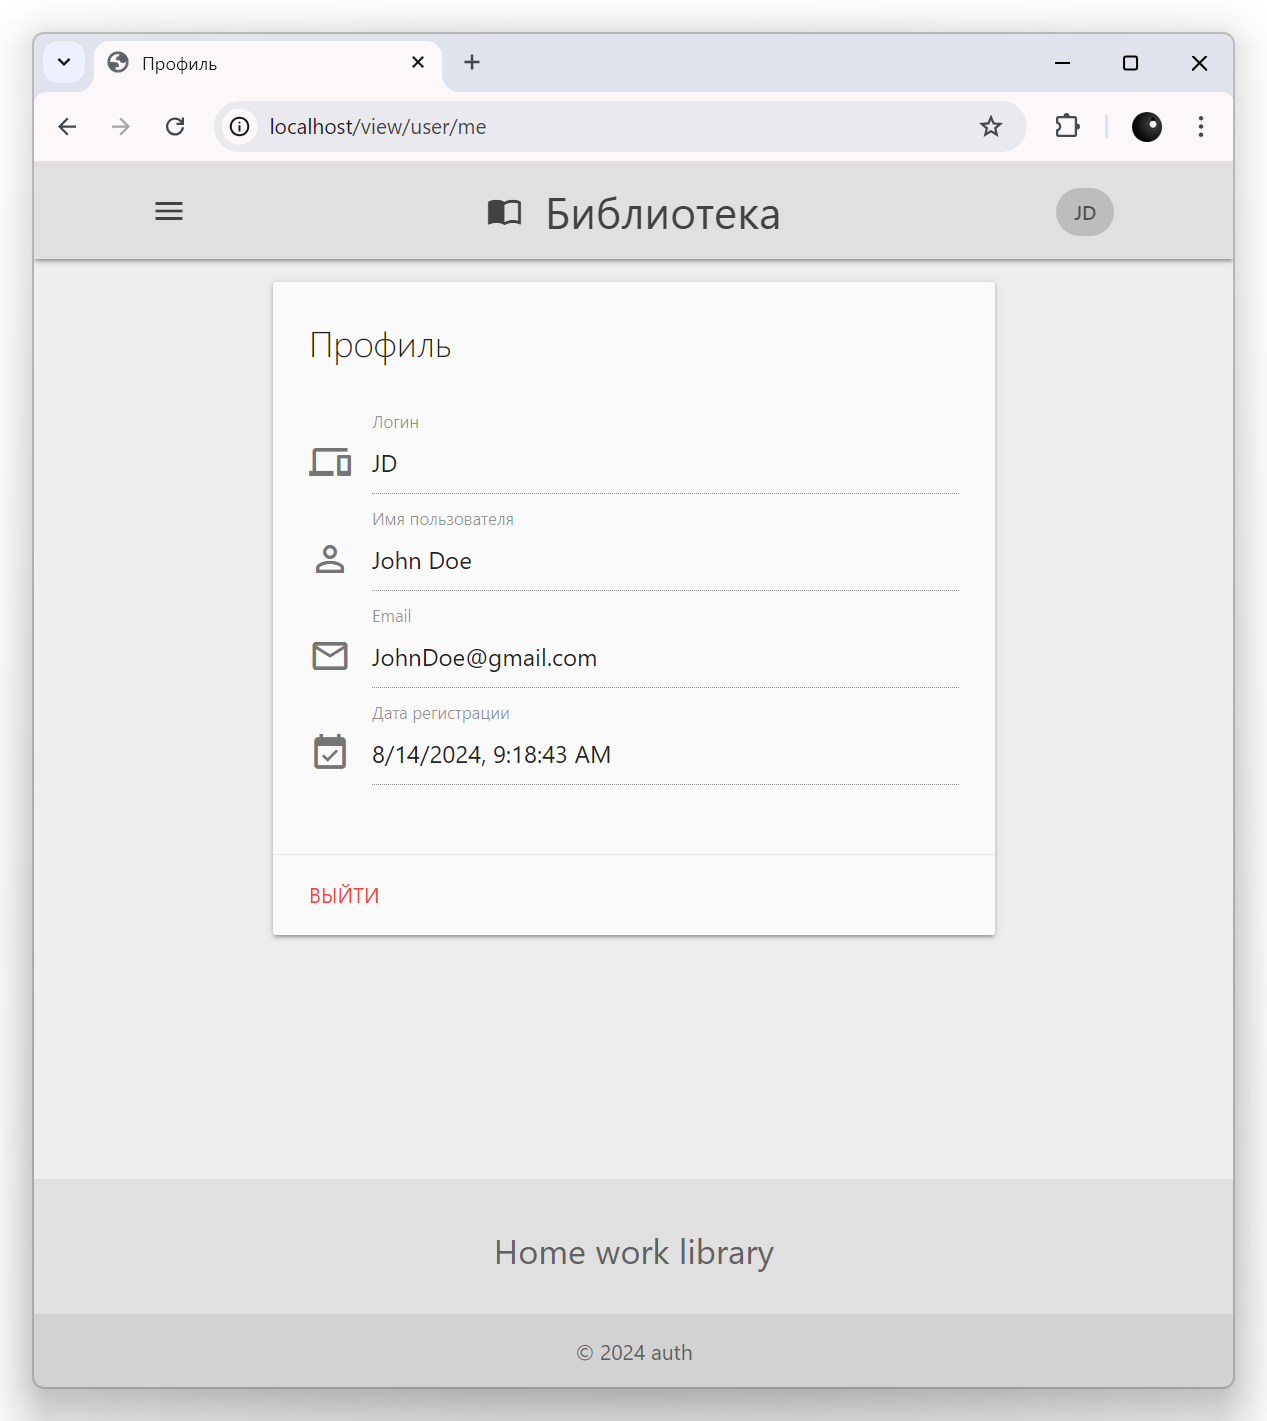 Профиль
localhost/view/user/me
Библиотека
JD
Профиль
Логин
JD
Имя пользователя
John Doe
Email
JohnDoe@gmail.com
Дата регистрации
8/14/2024, 9:18:43 AM
ВЫЙТИ
Home work library
© 2024 auth